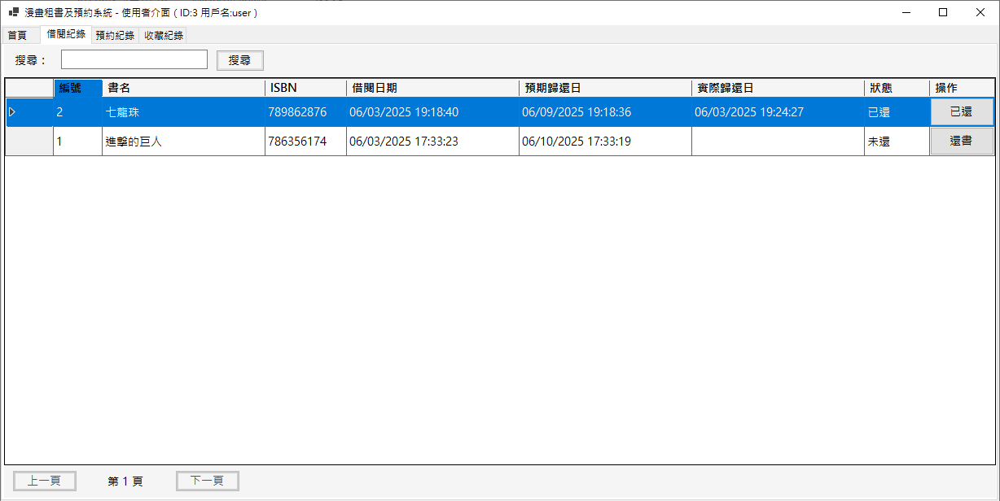 漫畫租書及預約系統 - 使用者介面 ( ID:3 用戶名:user )
首頁 借閱紀錄 預約紀錄 收藏紀錄
搜尋： 搜尋
編號 書名 ISBN 借閱日期 預期歸還日 實際歸還日 狀態 操作
2 七龍珠 789862876 06/03/2025 19:18:40 06/09/2025 19:18:36 06/03/2025 19:24:27 已還 已還
1 進擊的巨人 786356174 06/03/2025 17:33:23 06/10/2025 17:33:19 未還 還書
上一頁 第 1 頁 下一頁